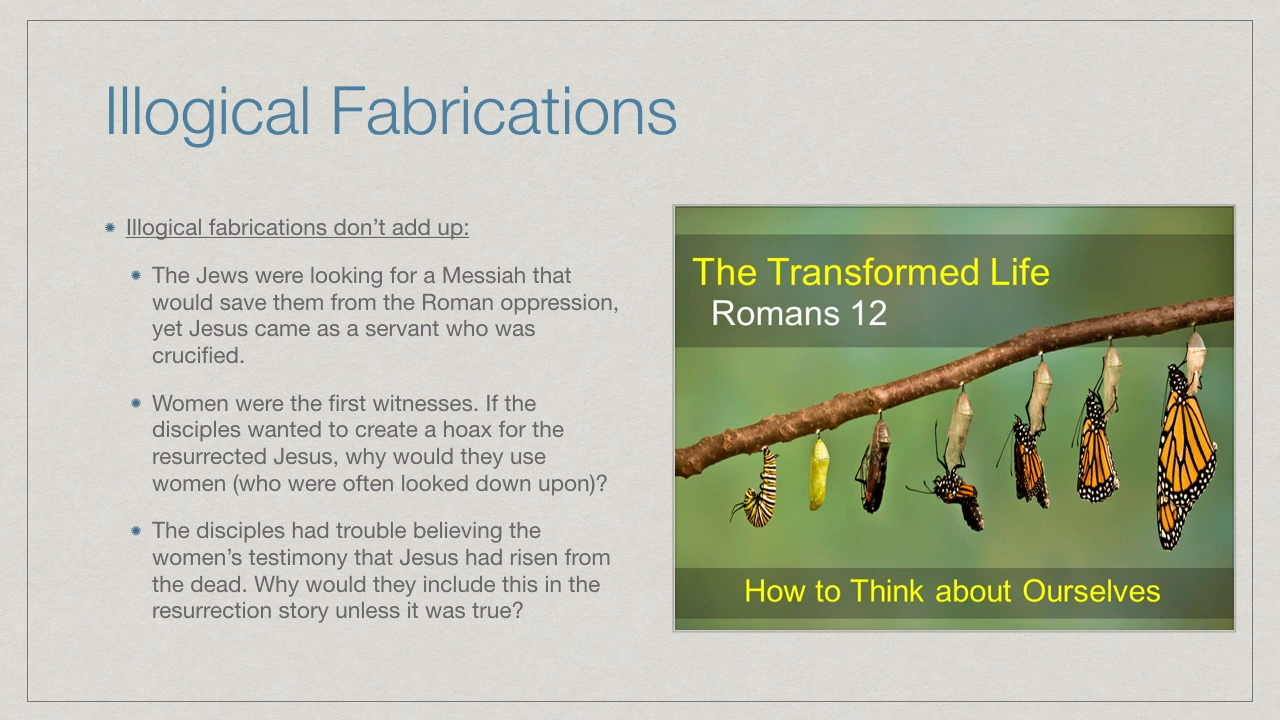 Illogical Fabrications
Illogical fabrications don’t add up:
The Jews were looking for a Messiah that
would save them from the Roman oppression,
yet Jesus came as a servant who was
crucified.
Women were the first witnesses. If the
disciples wanted to create a hoax for the
resurrected Jesus, why would they use
women (who were often looked down upon)?
The disciples had trouble believing the
women’s testimony that Jesus had risen from
the dead. Why would they include this in the
resurrection story unless it was true?
The Transformed Life
Romans 12
How to Think about Ourselves